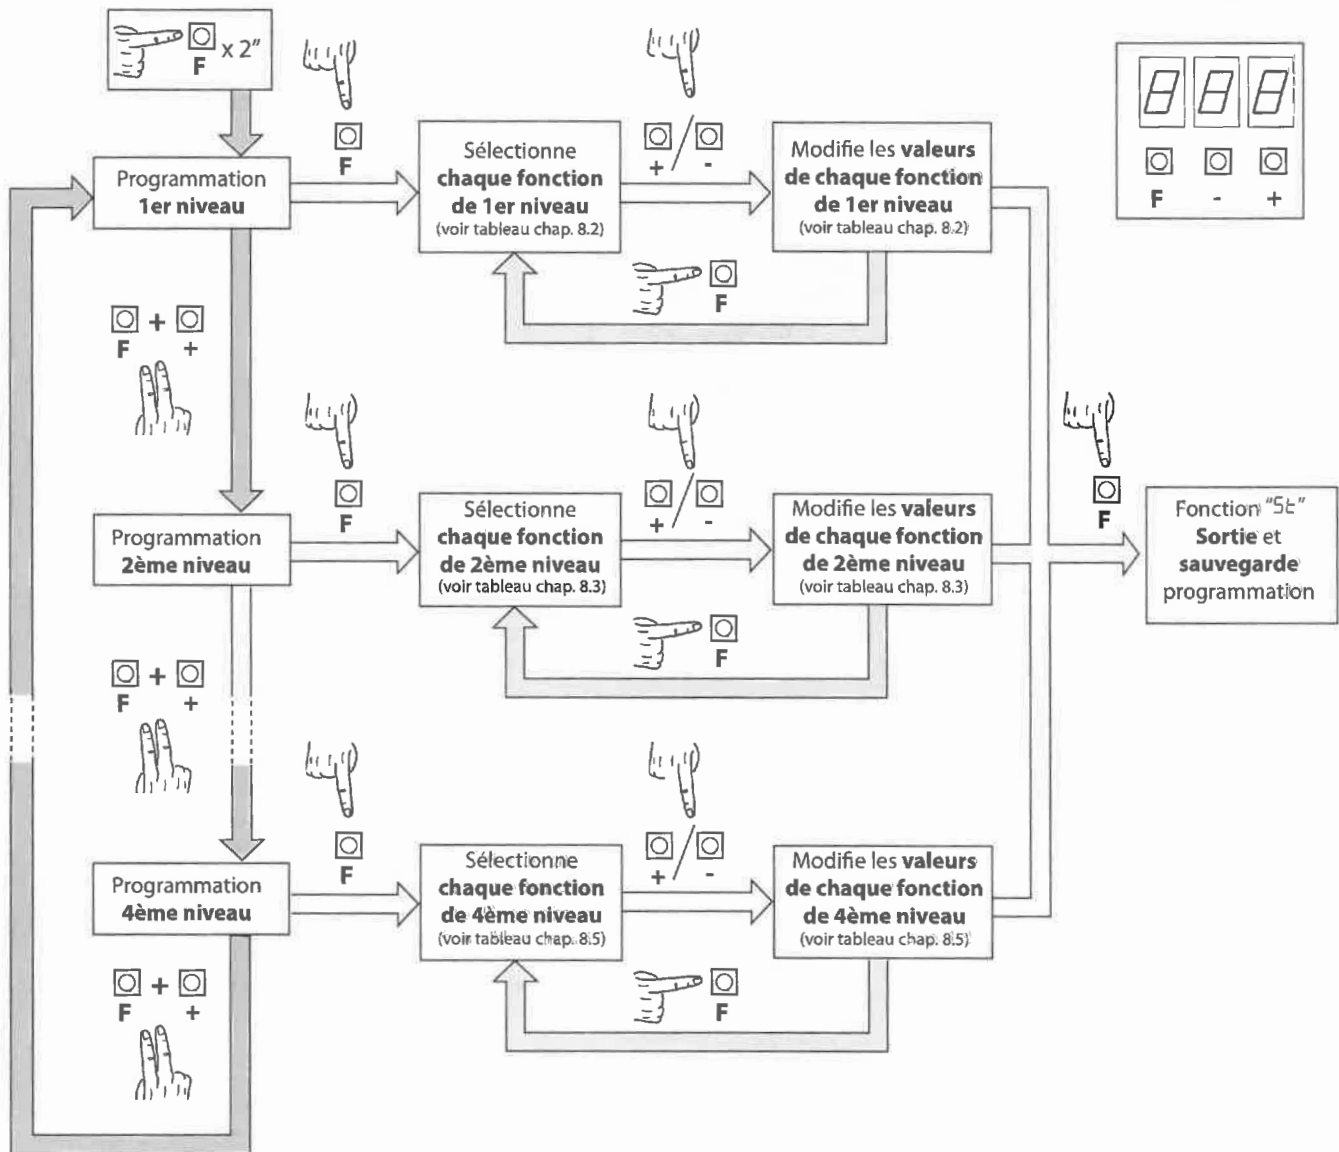 F x 2"
Programmation
1er niveau
F
Sélectionne
chaque fonction
de 1er niveau
(voir tableau chap. 8.2)
+ / -
Modifie les valeurs
de chaque fonction
de 1er niveau
(voir tableau chap. 8.2)
F
F - +
+
F +
Programmation
2ème niveau
F
Sélectionne
chaque fonction
de 2ème niveau
(voir tableau chap. 8.3)
+ / -
Modifie les valeurs
de chaque fonction
de 2ème niveau
(voir tableau chap. 8.3)
F
F
Fonction "St"
Sortie et
sauvegarde
programmation
+
F +
Programmation
4ème niveau
F
Sélectionne
chaque fonction
de 4ème niveau
(voir tableau chap. 8.5)
+ / -
Modifie les valeurs
de chaque fonction
de 4ème niveau
(voir tableau chap. 8.5)
F
+
F +